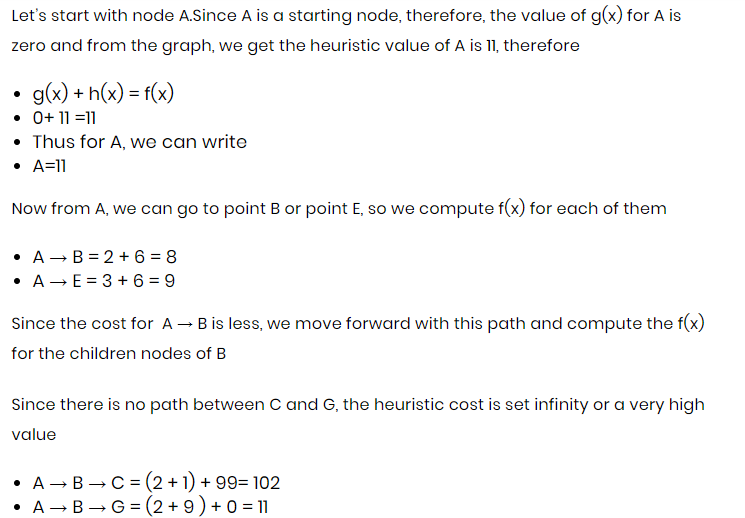 Let's start with node A.Since A is a starting node, therefore, the value of g(x) for A is
zero and from the graph, we get the heuristic value of A is 11, therefore
• g(x) + h(x) = f(x)
• 0+ 11 =11
• Thus for A, we can write
• A=11
Now from A, we can go to point B or point E, so we compute f(x) for each of them
• A → B = 2 + 6 = 8
• A → E = 3 + 6 = 9
Since the cost for A → B is less, we move forward with this path and compute the f(x)
for the children nodes of B
Since there is no path between C and G, the heuristic cost is set infinity or a very high
value
• A → B → C = (2 + 1) + 99= 102
• A → B → G = (2 + 9 ) + 0 = 11